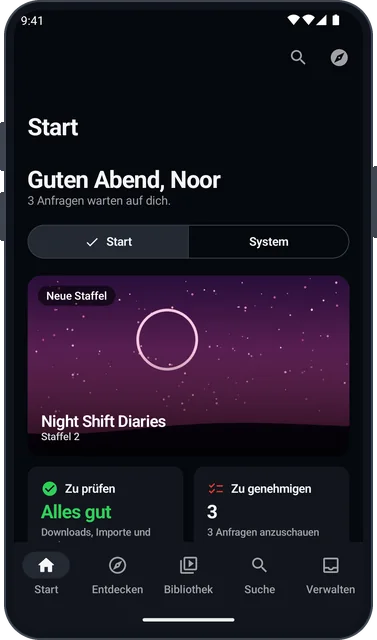 9:41
Start
Guten Abend, Noor
3 Anfragen warten auf dich.
Start
System
Neue Staffel
Night Shift Diaries
Staffel 2
Zu prüfen
Alles gut
Downloads, Importe und
Zu genehmigen
3
3 Anfragen anzuschauen
Start
Entdecken
Bibliothek
Suche
Verwalten